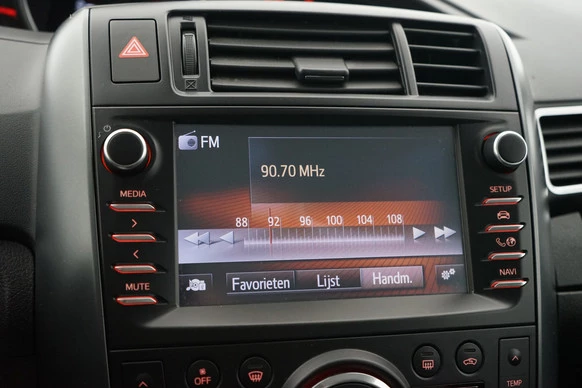 FM
90.70 MHz
MEDIA
SETUP
88 92 96 100 104 108
MUTE
NAVI
Favorieten Lijst Handm.
OFF
TEMP